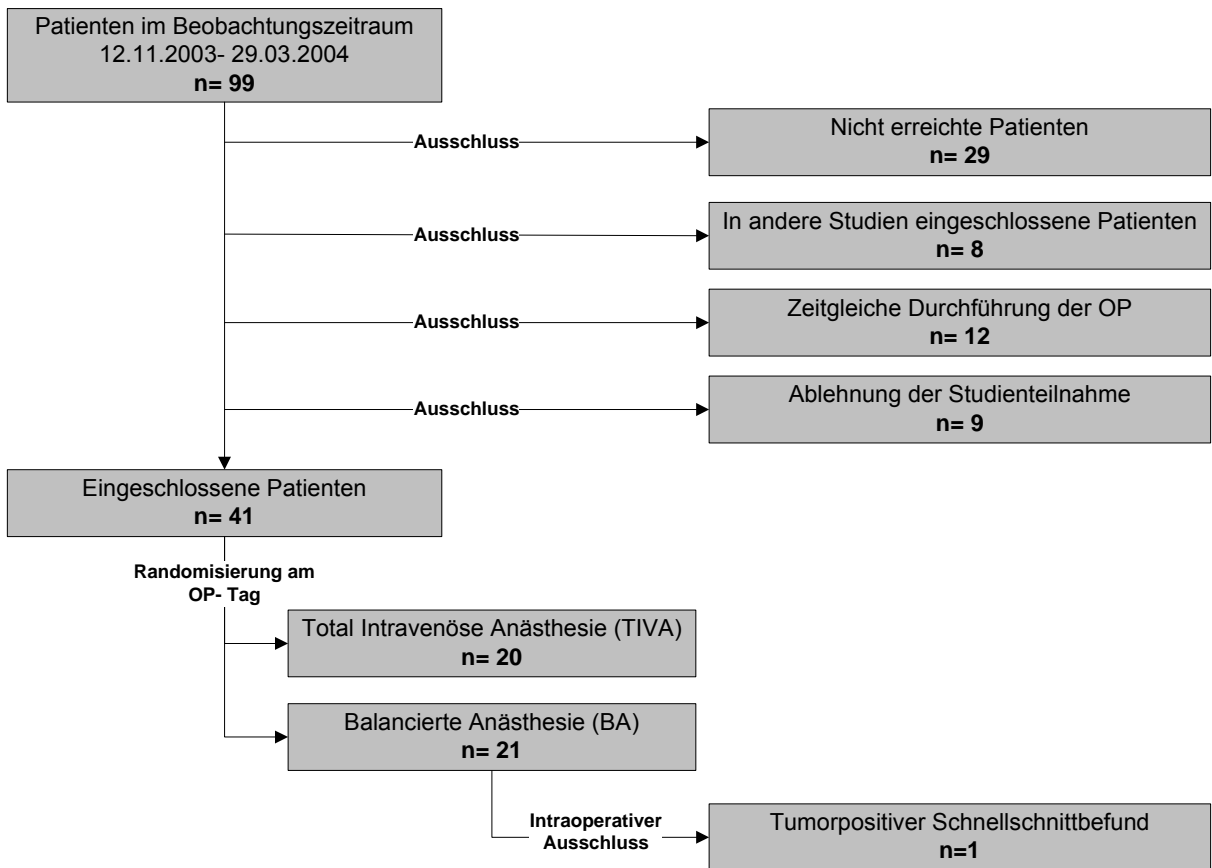 Patienten im Beobachtungszeitraum
12.11.2003- 29.03.2004
n= 99
Ausschluss
Nicht erreichte Patienten
n= 29
Ausschluss
In andere Studien eingeschlossene Patienten
n= 8
Ausschluss
Zeitgleiche Durchführung der OP
n= 12
Ausschluss
Ablehnung der Studienteilnahme
n= 9
Eingeschlossene Patienten
n= 41
Randomisierung am
OP- Tag
Total Intravenöse Anästhesie (TIVA)
n= 20
Balancierte Anästhesie (BA)
n= 21
Intraoperativer
Ausschluss
Tumorpositiver Schnellschnittbefund
n=1